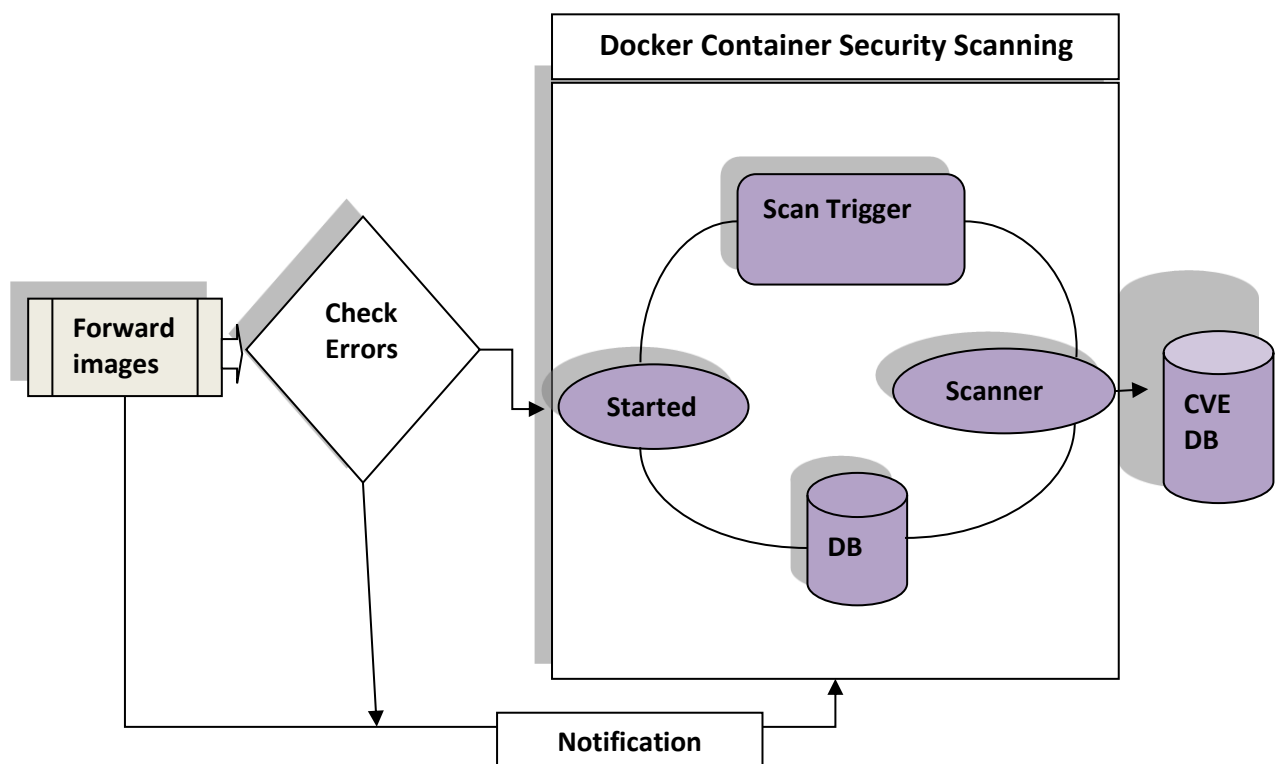 Docker Container Security Scanning
Scan Trigger
Forward
images
Check
Errors
Started
Scanner
CVE
DB
DB
Notification